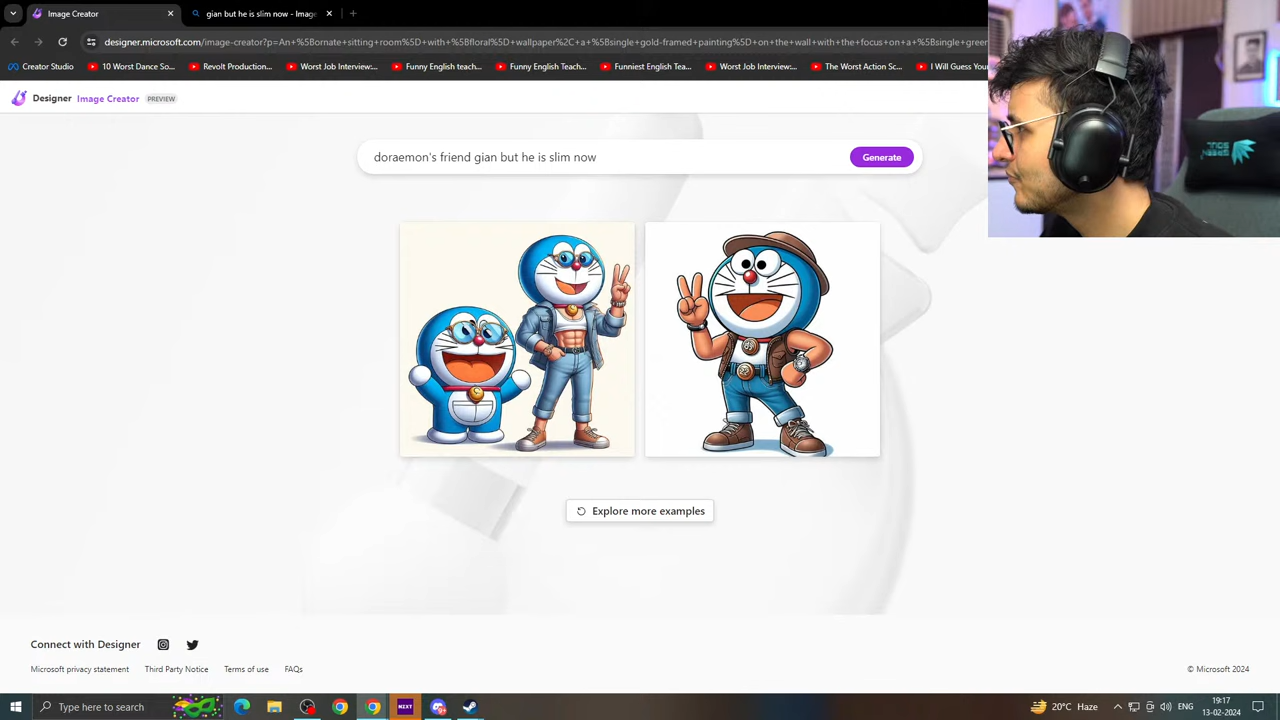 Image Creator
gian but he is slim now - Imag
designer.microsoft.com/image-creator?p=An+%5Bornate+sitting+room%5D+with+%5Bfloral%5D+wallpaper%2C+a+%5Bsingle+gold-framed+painting%5D+on+the+wall+with+the+focus+on+a+%5Bsingle+gree
Creator Studio
10 Worst Dance So...
Revolt Production...
Worst Job Interview:...
Funny English teach...
Funny English Teac...
Funniest English Tea...
Worst Job Interview:...
The Worst Action Sc...
I Will Guess Your
Designer Image Creator PREVIEW
doraemon's friend gian but he is slim now
Generate
Explore more examples
Connect with Designer
Microsoft privacy statement
Third Party Notice
Terms of use
FAQs
© Microsoft 2024
Type here to search
NEXT
20°C Haze
ENG
19:17
13-02-2024